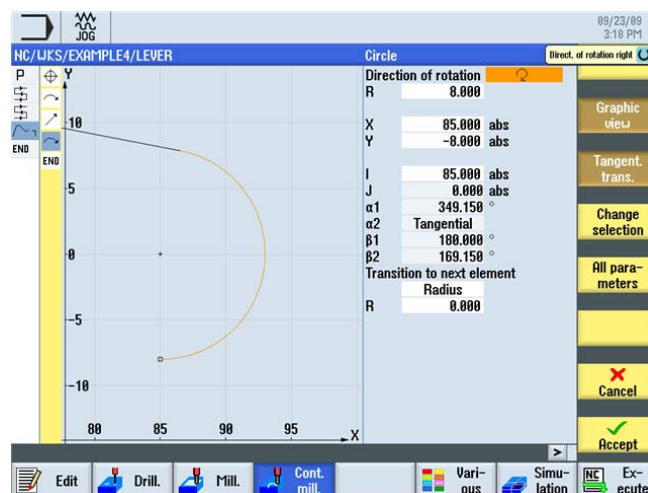 JOG
09/23/09
3:18 PM
NC/WKS/EXAMPLE4/LEVER
Circle
Direct. of rotation right
P
END
END
Y
10
5
0
-5
-10
80 85 90 95 X
Direction of rotation
R 8.000
X 85.000 abs
Y -8.000 abs
I 85.000 abs
J 0.000 abs
α1 349.150 °
α2 Tangential
β1 180.000 °
β2 169.150 °
Transition to next element
Radius
R 0.000
Graphic
view
Tangent.
trans.
Change
selection
All para-
meters
Cancel
Accept
>
Edit
Drill.
Mill.
Cont.
mill.
Vari-
ous
Simu-
lation
NC Ex-
ecute